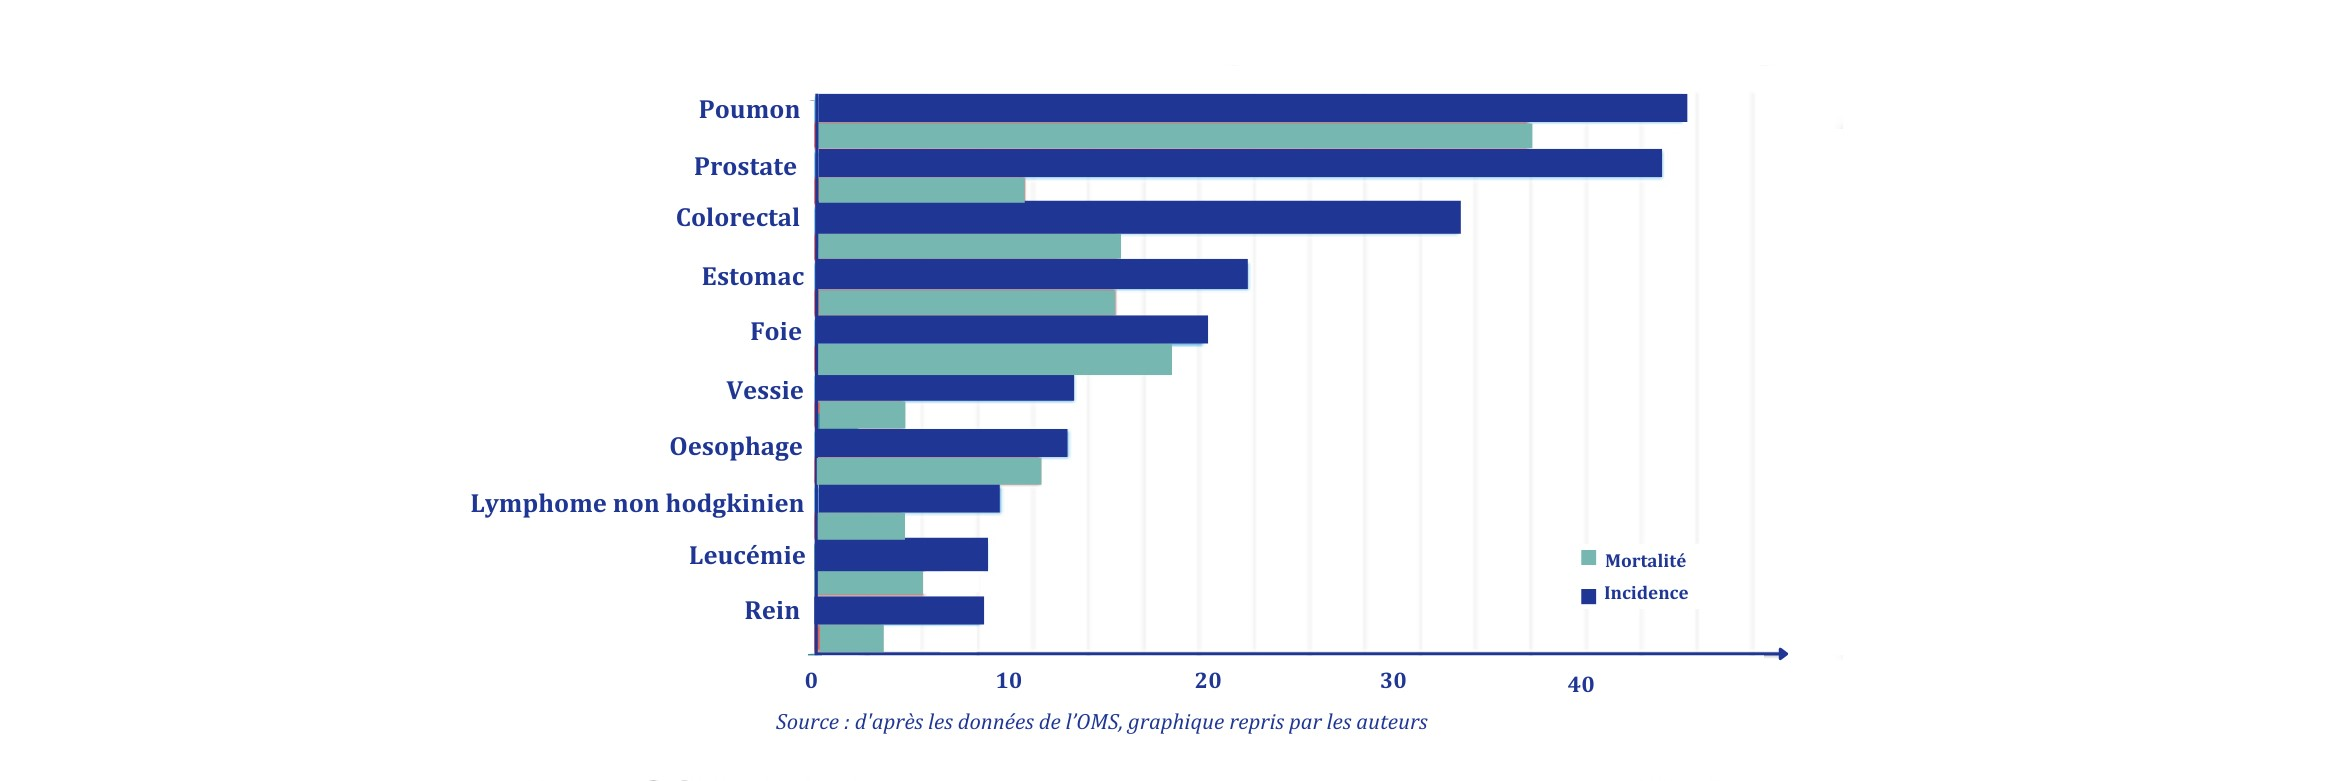 Poumon
Prostate
Colorectal
Estomac
Foie
Vessie
Oesophage
Lymphome non hodgkinien
Leucémie
Rein
Mortalité
Incidence
0 10 20 30 40
Source : d'après les données de l’OMS, graphique repris par les auteurs